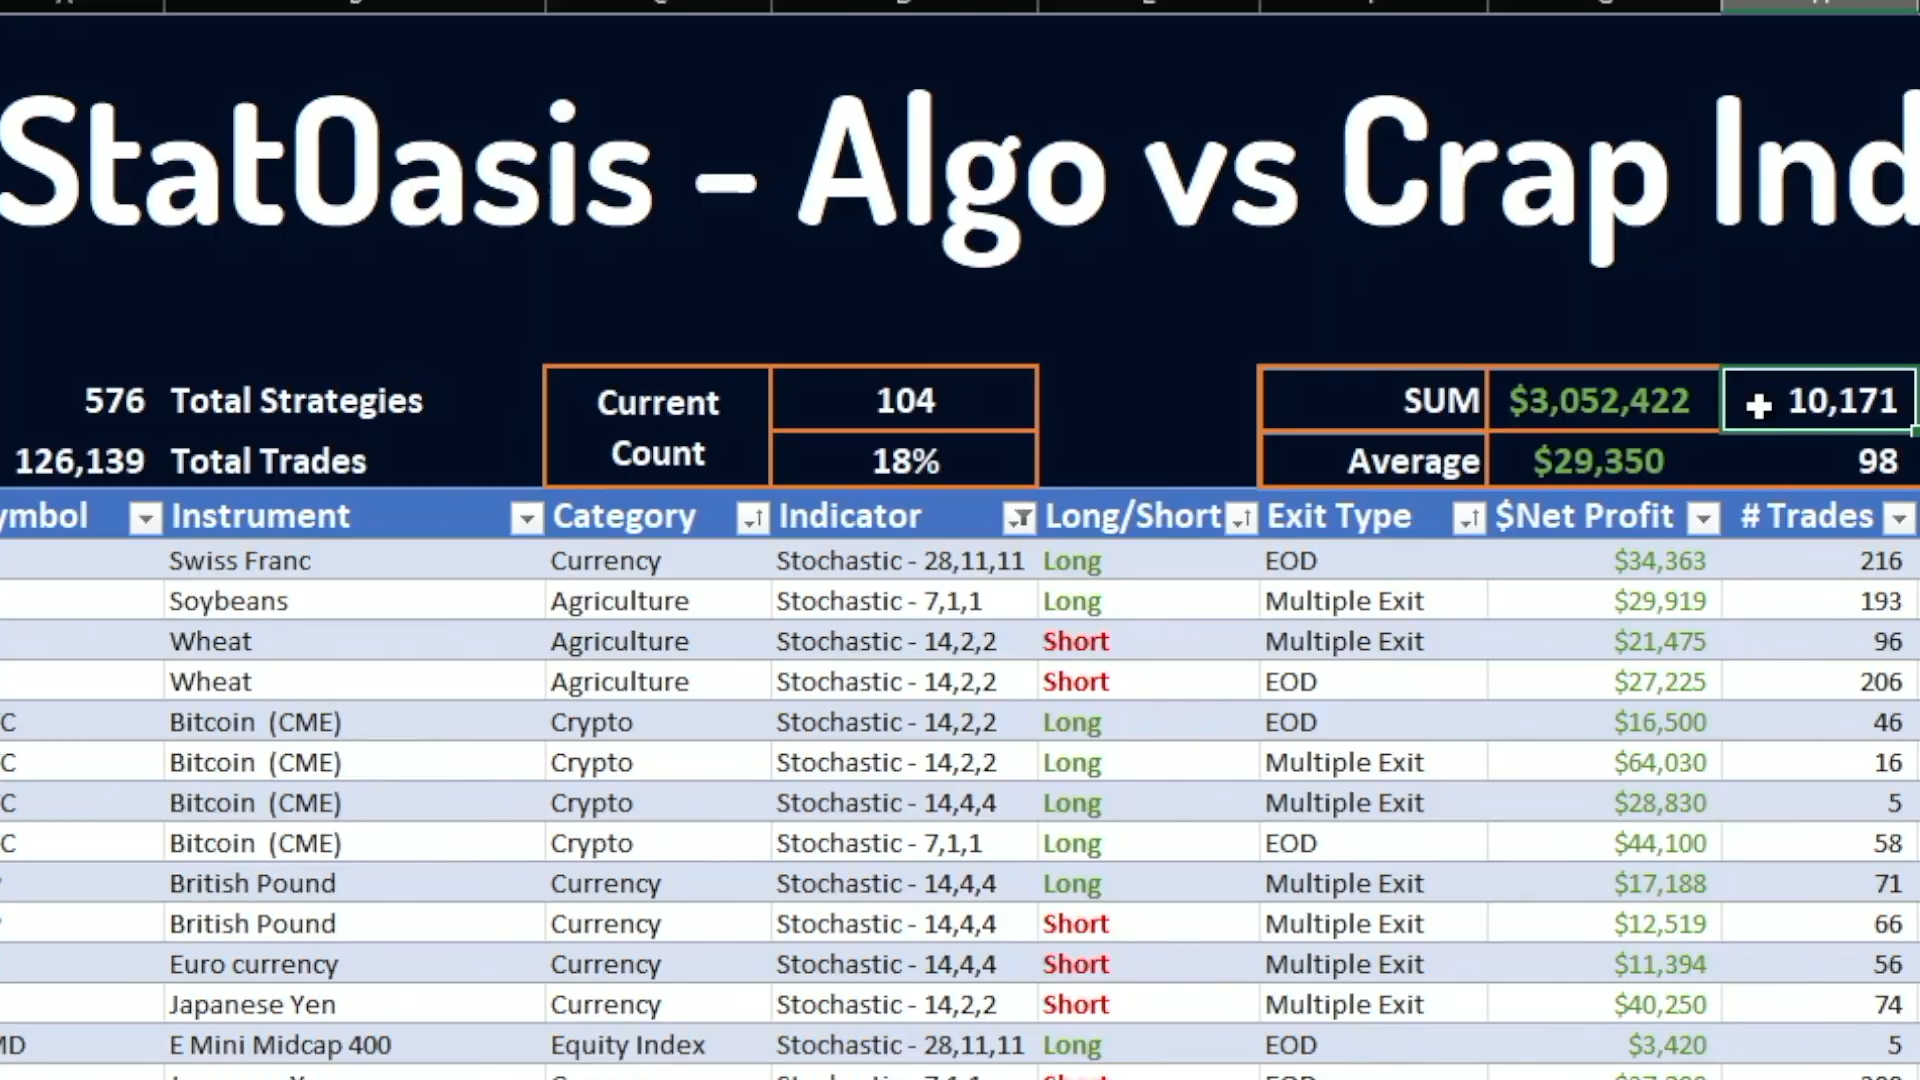 StatOasis - Algo vs Crap Ind
576 Total Strategies Current Count 104 SUM $3,052,422 10,171
126,139 Total Trades 18% Average $29,350 98
ymbol Instrument Category Indicator Long/Short Exit Type $Net Profit # Trades
Swiss Franc Currency Stochastic - 28,11,11 Long EOD $34,363 216
Soybeans Agriculture Stochastic - 7,1,1 Long Multiple Exit $29,919 193
Wheat Agriculture Stochastic - 14,2,2 Short Multiple Exit $21,475 96
Wheat Agriculture Stochastic - 14,2,2 Short EOD $27,225 206
C Bitcoin (CME) Crypto Stochastic - 14,2,2 Long EOD $16,500 46
C Bitcoin (CME) Crypto Stochastic - 14,2,2 Long Multiple Exit $64,030 16
C Bitcoin (CME) Crypto Stochastic - 14,4,4 Long Multiple Exit $28,830 5
C Bitcoin (CME) Crypto Stochastic - 7,1,1 Long EOD $44,100 58
British Pound Currency Stochastic - 14,4,4 Long Multiple Exit $17,188 71
British Pound Currency Stochastic - 14,4,4 Short Multiple Exit $12,519 66
Euro currency Currency Stochastic - 14,4,4 Short Multiple Exit $11,394 56
Japanese Yen Currency Stochastic - 14,2,2 Short Multiple Exit $40,250 74
MD E Mini Midcap 400 Equity Index Stochastic - 28,11,11 Long EOD $3,420 5